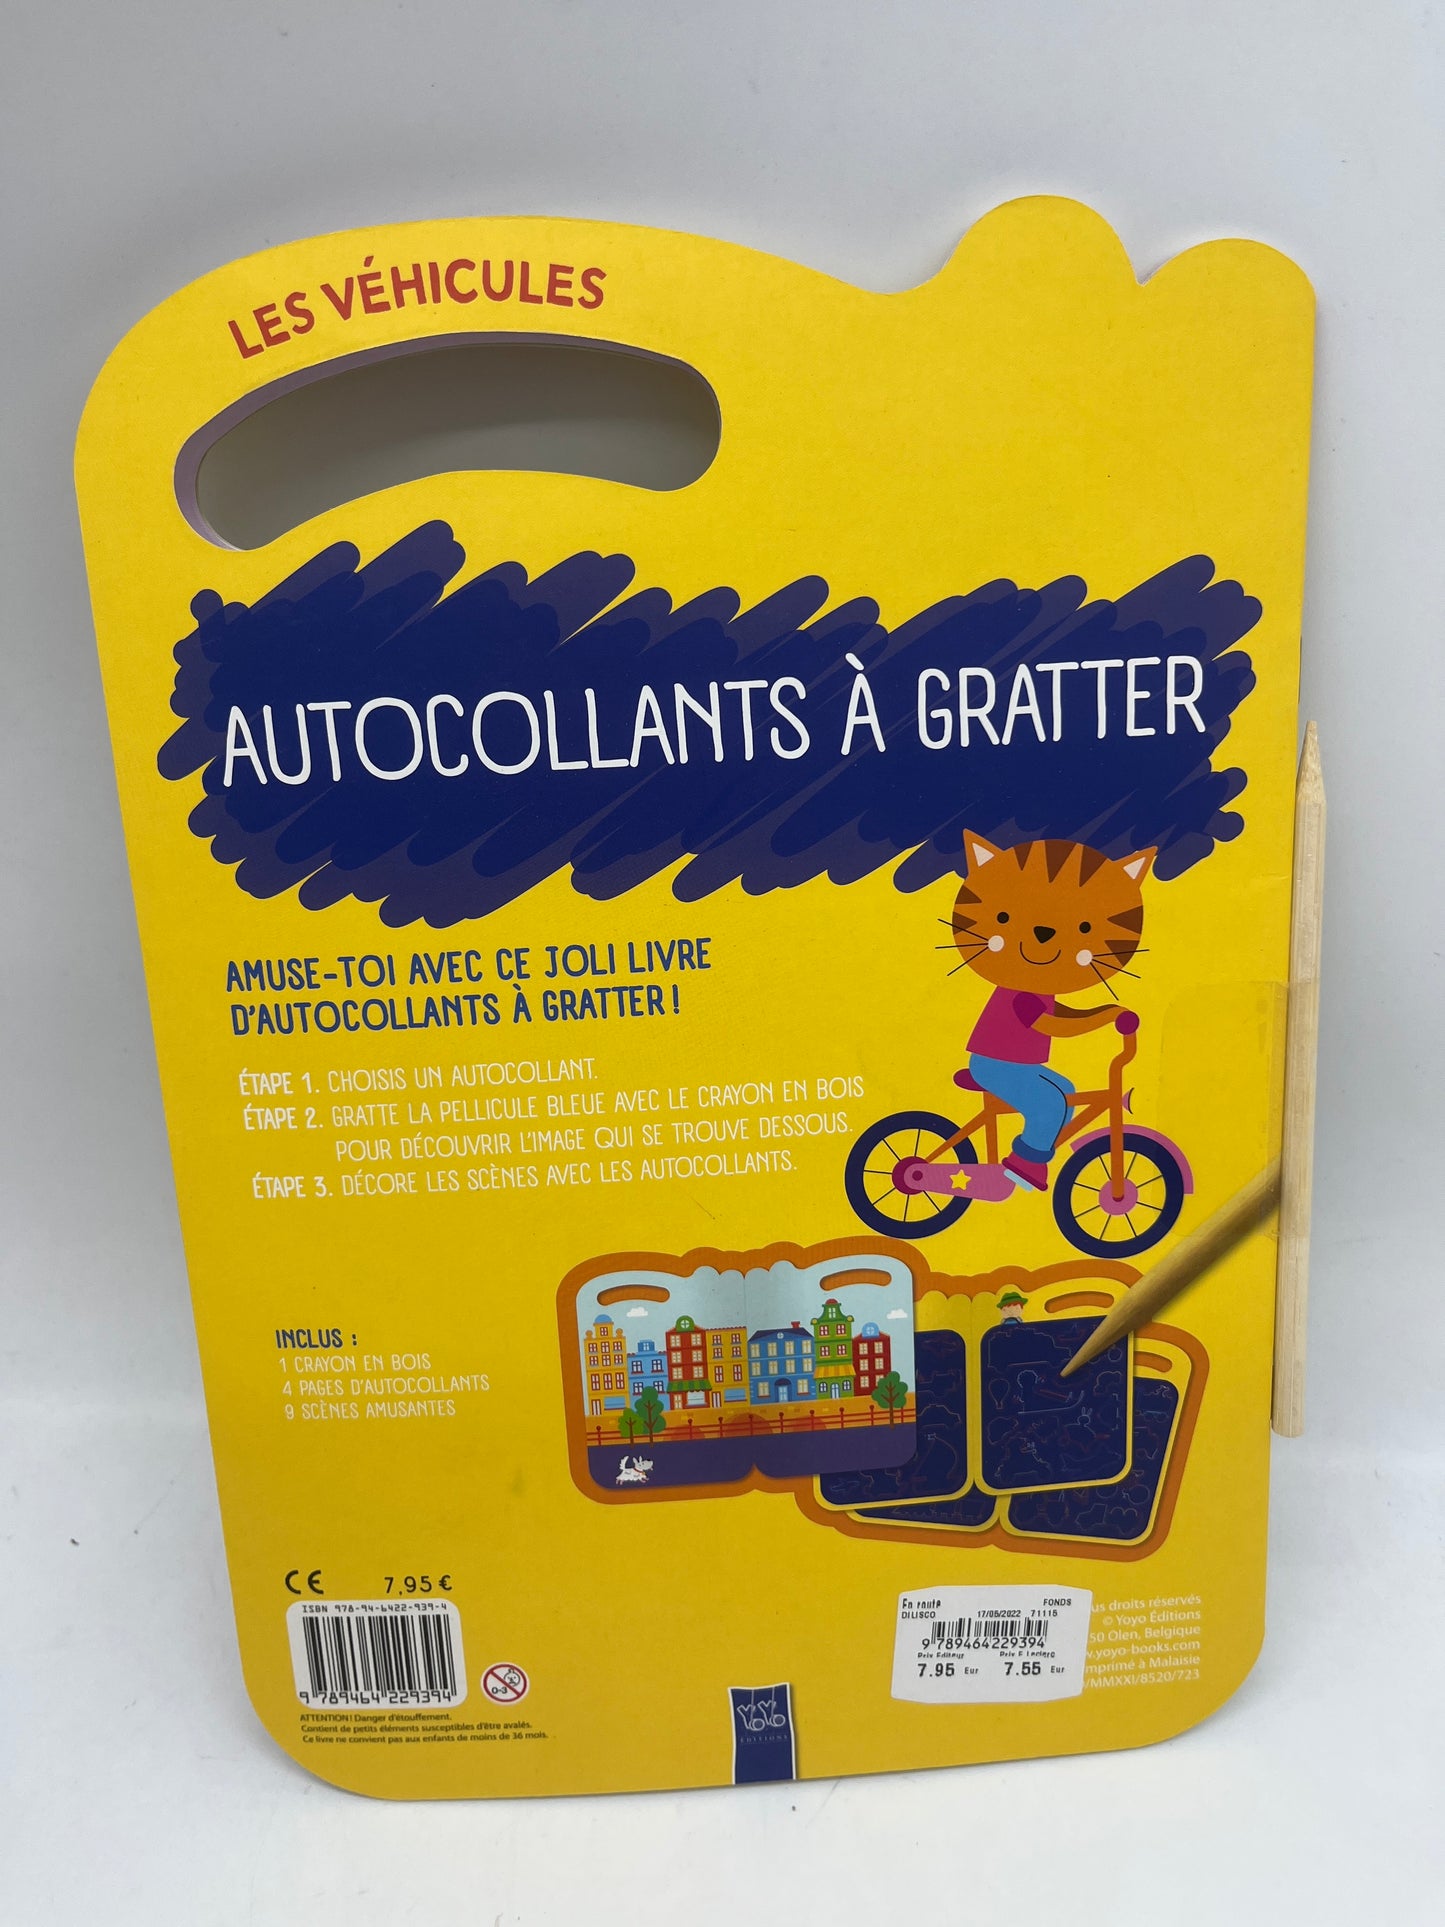 LES VÉHICULES
AUTOCOLLANTS À GRATTER
AMUSE-TOI AVEC CE JOLI LIVRE
D'AUTOCOLLANTS À GRATTER !
ÉTAPE 1. CHOISIS UN AUTOCOLLANT.
ÉTAPE 2. GRATTE LA PELLICULE BLEUE AVEC LE CRAYON EN BOIS
POUR DÉCOUVRIR L'IMAGE QUI SE TROUVE DESSOUS.
ÉTAPE 3. DÉCORE LES SCÈNES AVEC LES AUTOCOLLANTS.
INCLUS :
1 CRAYON EN BOIS
4 PAGES D'AUTOCOLLANTS
9 SCÈNES AMUSANTES
CE 7,95 €
ISBN 978-94-6422-939-4
9 789464 229394
0-3
ATTENTION! Danger d'étouffement.
Contient de petits éléments susceptibles d'être avalés.
Ce livre ne convient pas aux enfants de moins de 36 mois.
YOYO
EDITIONS
En route FONDS
DILISCO 17/05/2022 71115
9 789464 229394
Prix Editeur Prix E.Leclerc
7.95 Eur 7.55 Eur
us droits réservés
© Yoyo Éditions
50 Olen, Belgique
.yoyo-books.com
mprimé à Malaisie
/MMXXI/8520/723